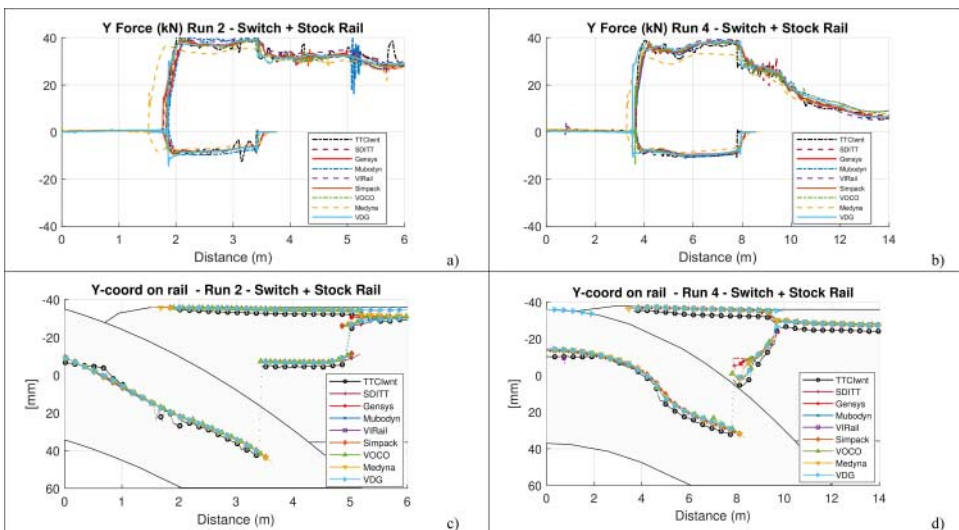 Y Force (kN) Run 2 - Switch + Stock Rail
40
20
0
-20
-40
0 1 2 3 4 5 6
Distance (m)
TTCIwnt
SDITT
Gensys
Mubodyn
VIRail
Simpack
VOCO
Medyna
VDG
a)
Y Force (kN) Run 4 - Switch + Stock Rail
40
20
0
-20
-40
0 2 4 6 8 10 12 14
Distance (m)
TTCIwnt
SDITT
Gensys
Mubodyn
VIRail
Simpack
VOCO
Medyna
VDG
b)
Y-coord on rail - Run 2 - Switch + Stock Rail
-40
-20
0
20
40
60
[mm]
0 1 2 3 4 5 6
Distance (m)
TTCIwnt
SDITT
Gensys
Mubodyn
VIRail
Simpack
VOCO
Medyna
VDG
c)
Y-coord on rail - Run 4 - Switch + Stock Rail
-40
-20
0
20
40
60
0 2 4 6 8 10 12 14
Distance (m)
TTCIwnt
SDITT
Gensys
Mubodyn
VIRail
Simpack
VOCO
Medyna
VDG
d)